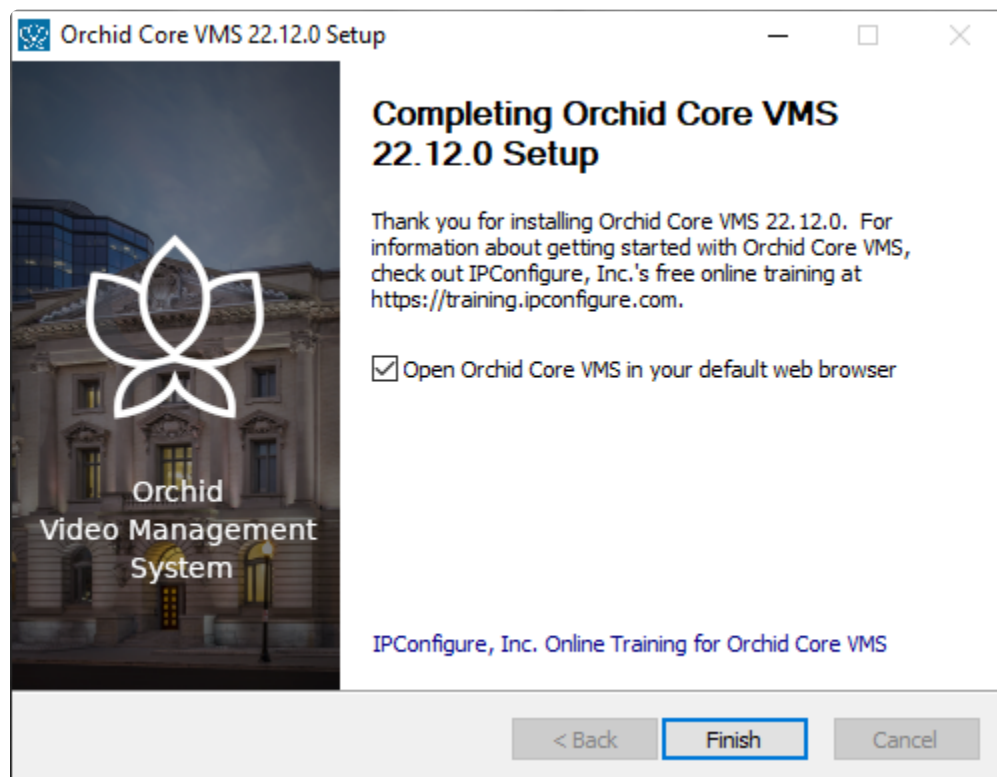 Orchid Core VMS 22.12.0 Setup
Completing Orchid Core VMS
22.12.0 Setup
Thank you for installing Orchid Core VMS 22.12.0.  For
information about getting started with Orchid Core VMS,
check out IPConfigure, Inc.'s free online training at
https://training.ipconfigure.com.
Open Orchid Core VMS in your default web browser
Orchid
Video Management
System
IPConfigure, Inc. Online Training for Orchid Core VMS
< Back
Finish
Cancel